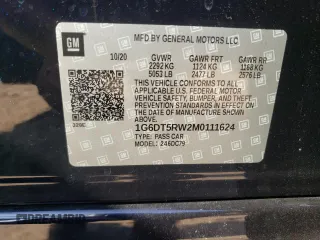 GM
MFD BY GENERAL MOTORS LLC
10/20 GVWR GAWR FRT GAWR RR
2292 KG 1124 KG 1168 KG
5053 LB 2477 LB 2576 LB
THIS VEHICLE CONFORMS TO ALL APPLICABLE
U.S. FEDERAL MOTOR VEHICLE
SAFETY, BUMPER, AND THEFT
PREVENTION STANDARDS IN EFFECT
ON THE DATE OF MANUFACTURE
SHOWN ABOVE.
1G6DT5RW2M0111624
TYPE: PASS CAR
MODEL: 2A6DC79